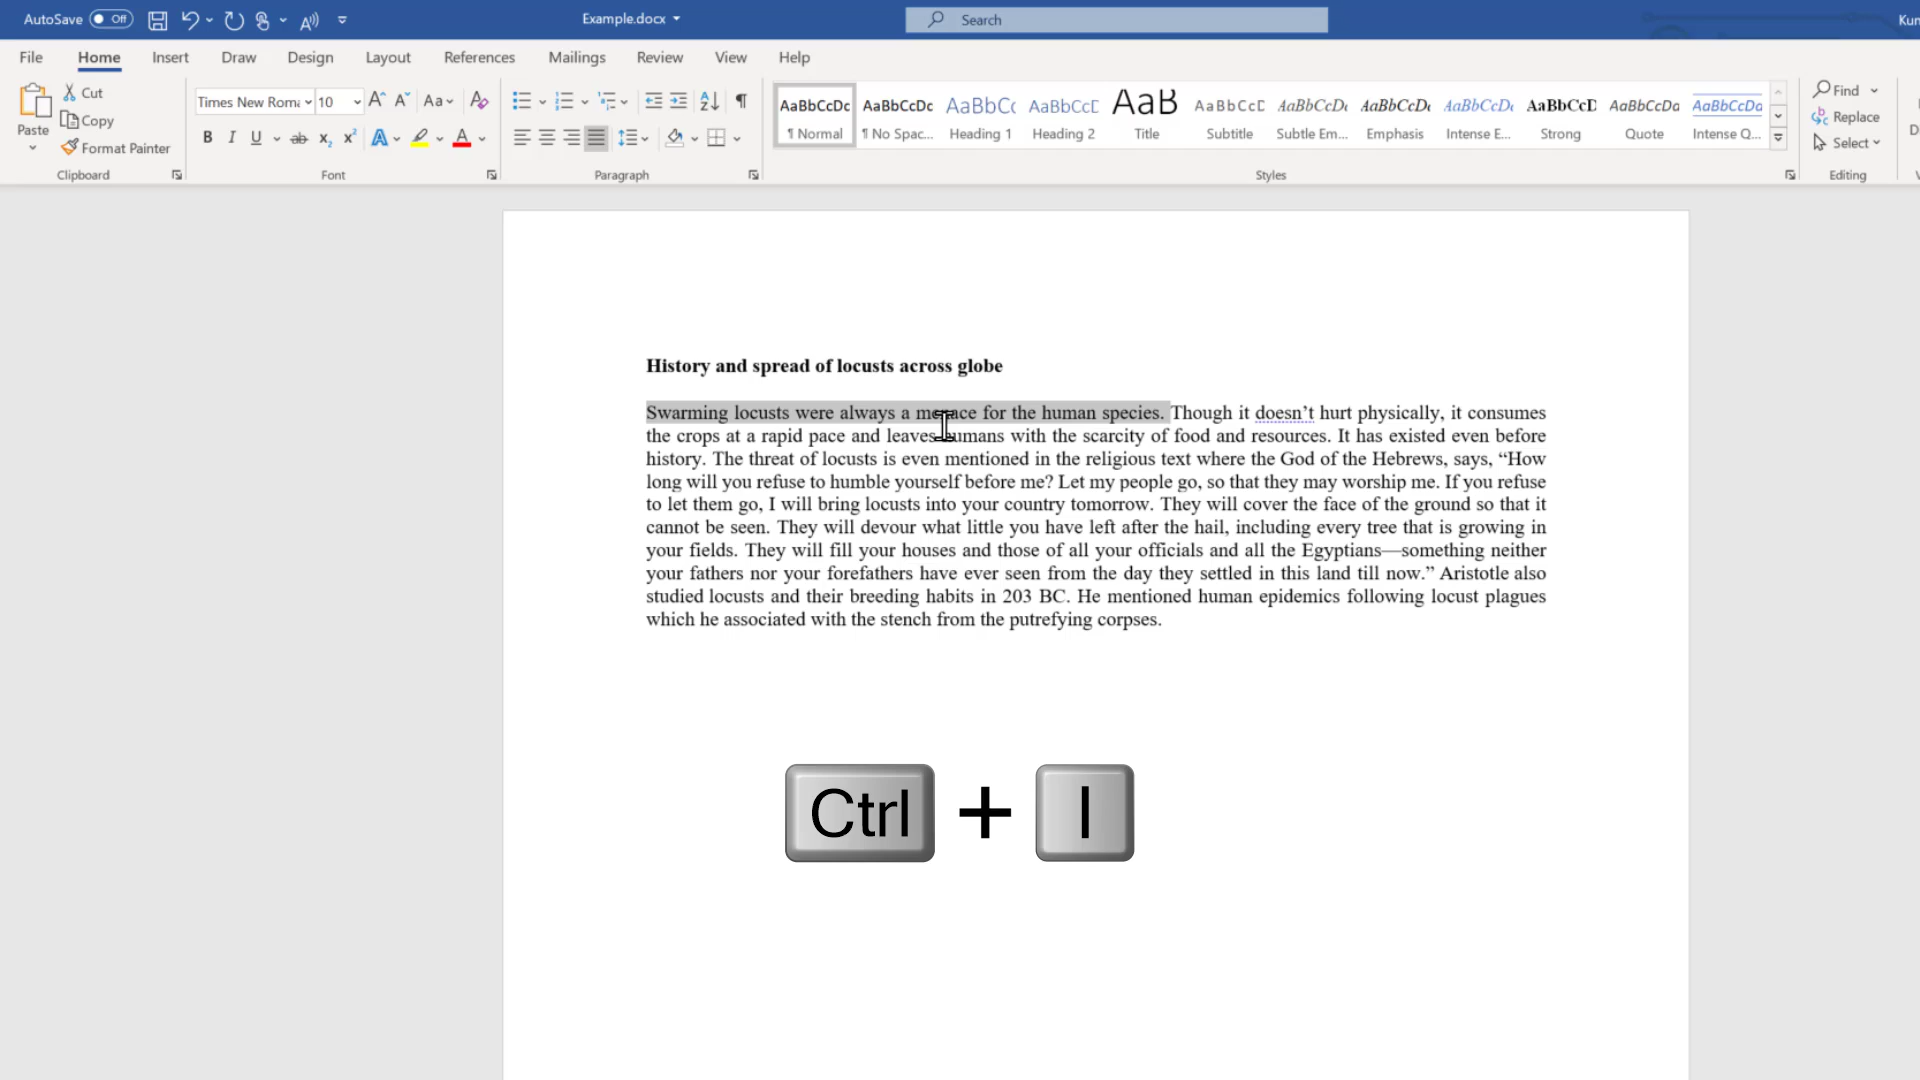 AutoSave Off Example.docx Search Kun
File Home Insert Draw Design Layout References Mailings Review View Help
Paste
Cut
Copy
Format Painter
Clipboard
Times New Roma 10 Aa
B I U ab x2 x2 A A
Font
Paragraph
AaBbCcDc AaBbCcDc AaBbCc AaBbCcD AaB AaBbCcD AaBbCcDc AaBbCcDc AaBbCcDc AaBbCcD AaBbCcDc AaBbCcDc
¶ Normal ¶ No Spac... Heading 1 Heading 2 Title Subtitle Subtle Em... Emphasis Intense E... Strong Quote Intense Q...
Styles
Find
Replace
Select
Editing
History and spread of locusts across globe
Swarming locusts were always a menace for the human species. Though it doesn’t hurt physically, it consumes
the crops at a rapid pace and leaves humans with the scarcity of food and resources. It has existed even before
history. The threat of locusts is even mentioned in the religious text where the God of the Hebrews, says, “How
long will you refuse to humble yourself before me? Let my people go, so that they may worship me. If you refuse
to let them go, I will bring locusts into your country tomorrow. They will cover the face of the ground so that it
cannot be seen. They will devour what little you have left after the hail, including every tree that is growing in
your fields. They will fill your houses and those of all your officials and all the Egyptians—something neither
your fathers nor your forefathers have ever seen from the day they settled in this land till now.” Aristotle also
studied locusts and their breeding habits in 203 BC. He mentioned human epidemics following locust plagues
which he associated with the stench from the putrefying corpses.
Ctrl + I